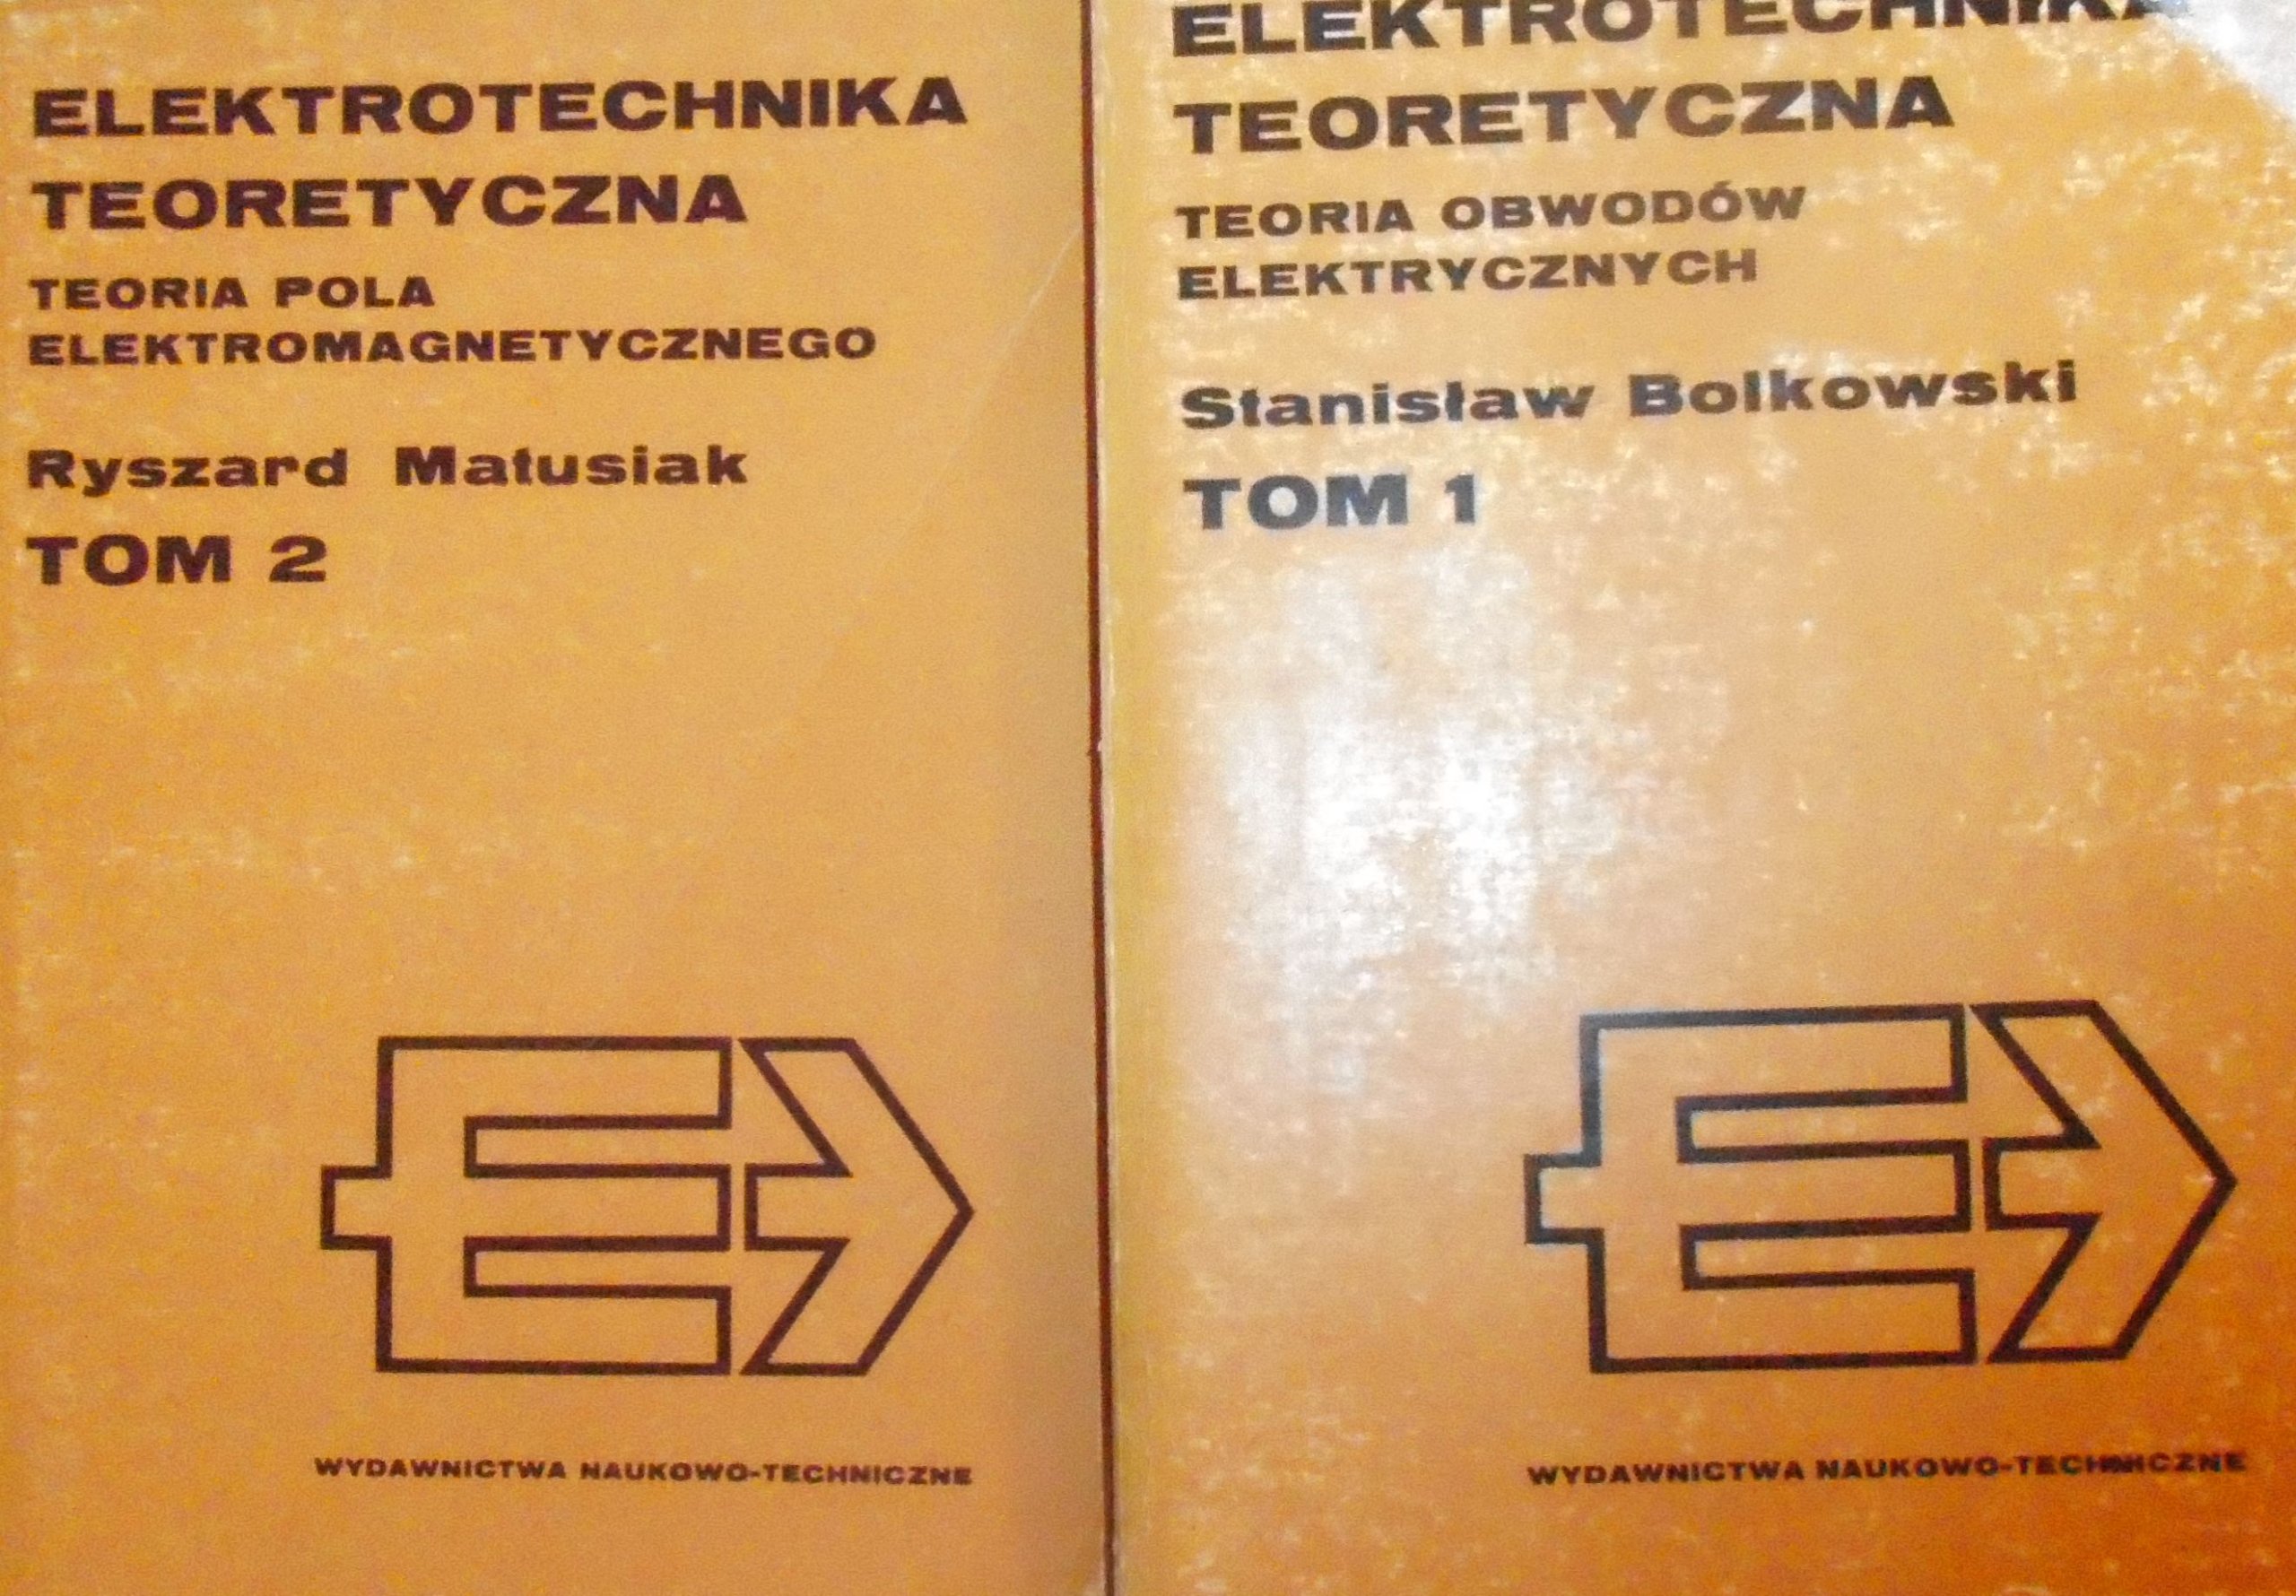 ELEKTROTECHNIKA
TEORETYCZNA
TEORIA POLA
ELEKTROMAGNETYCZNEGO
Ryszard Matusiak
TOM 2
WYDAWNICTWA NAUKOWO-TECHNICZNE
ELEKTROTECHNIKA
TEORETYCZNA
TEORIA OBWODÓW
ELEKTRYCZNYCH
Stanisław Bolkowski
TOM 1
WYDAWNICTWA NAUKOWO-TECHNICZNE